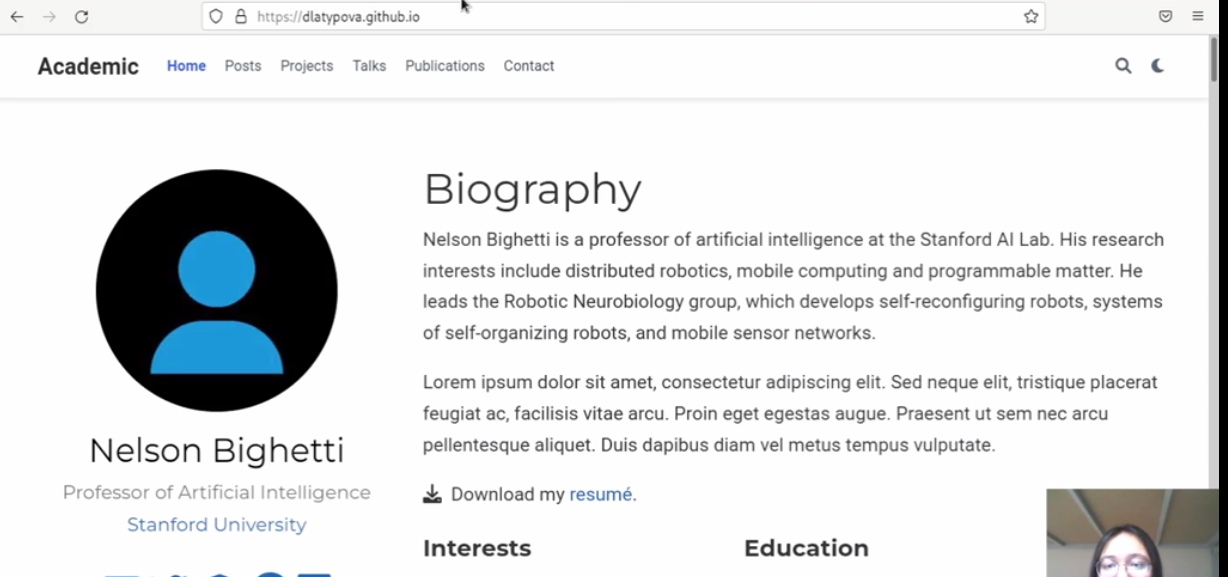 https://dlatypova.github.io
Academic Home Posts Projects Talks Publications Contact
Biography
Nelson Bighetti is a professor of artificial intelligence at the Stanford AI Lab. His research
interests include distributed robotics, mobile computing and programmable matter. He
leads the Robotic Neurobiology group, which develops self-reconfiguring robots, systems
of self-organizing robots, and mobile sensor networks.
Lorem ipsum dolor sit amet, consectetur adipiscing elit. Sed neque elit, tristique placerat
feugiat ac, facilisis vitae arcu. Proin eget egestas augue. Praesent ut sem nec arcu
pellentesque aliquet. Duis dapibus diam vel metus tempus vulputate.
Download my resumé.
Nelson Bighetti
Professor of Artificial Intelligence
Stanford University
Interests
Education